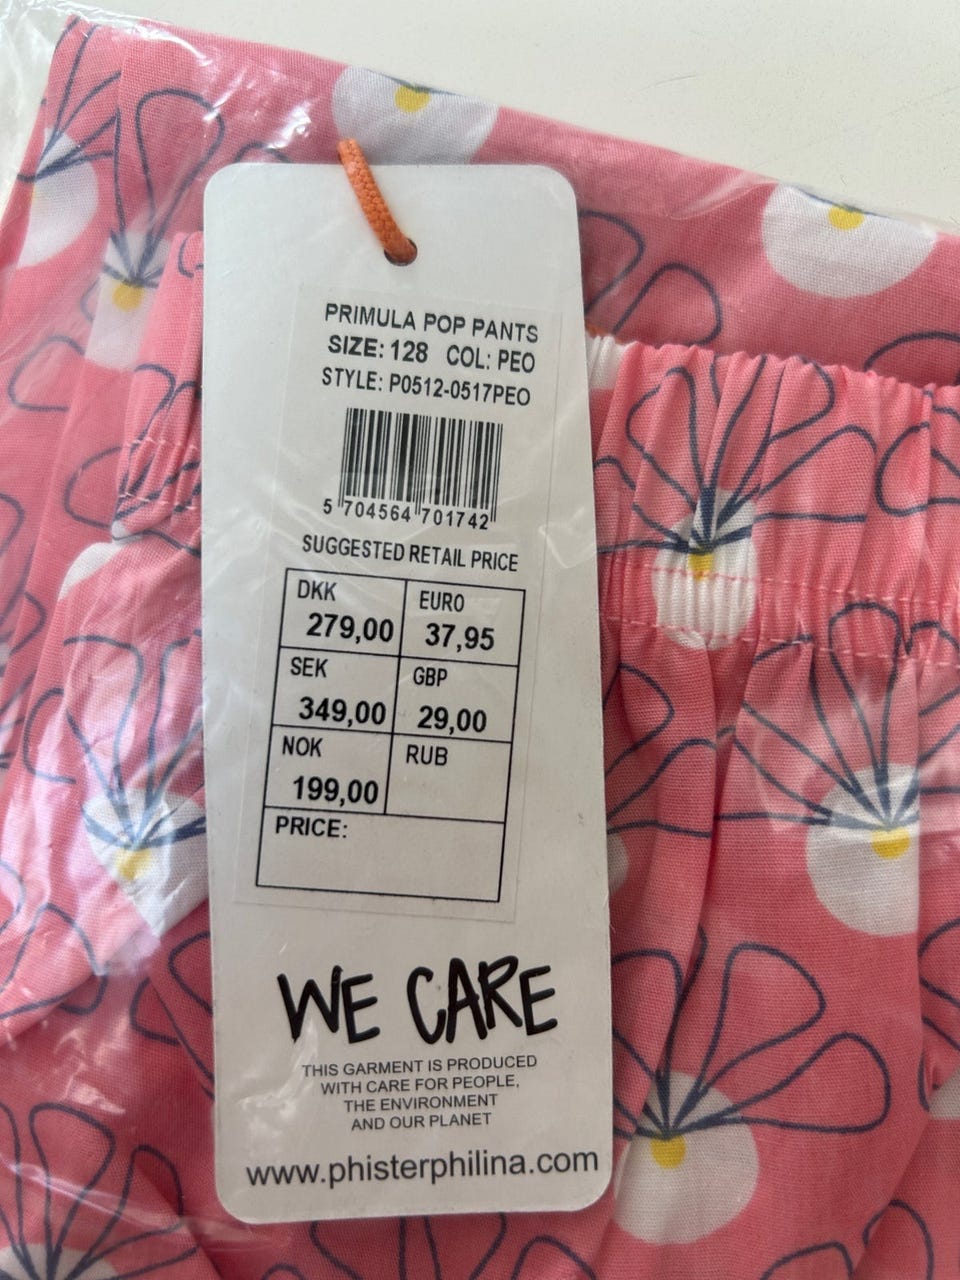 PRIMULA POP PANTS
SIZE: 128 COL: PEO
STYLE: P0512-0517PEO
5 704564 701742
SUGGESTED RETAIL PRICE
DKK EURO
279,00 37,95
SEK GBP
349,00 29,00
NOK RUB
199,00
PRICE:
WE CARE
THIS GARMENT IS PRODUCED
WITH CARE FOR PEOPLE,
THE ENVIRONMENT
AND OUR PLANET
www.phisterphilina.com